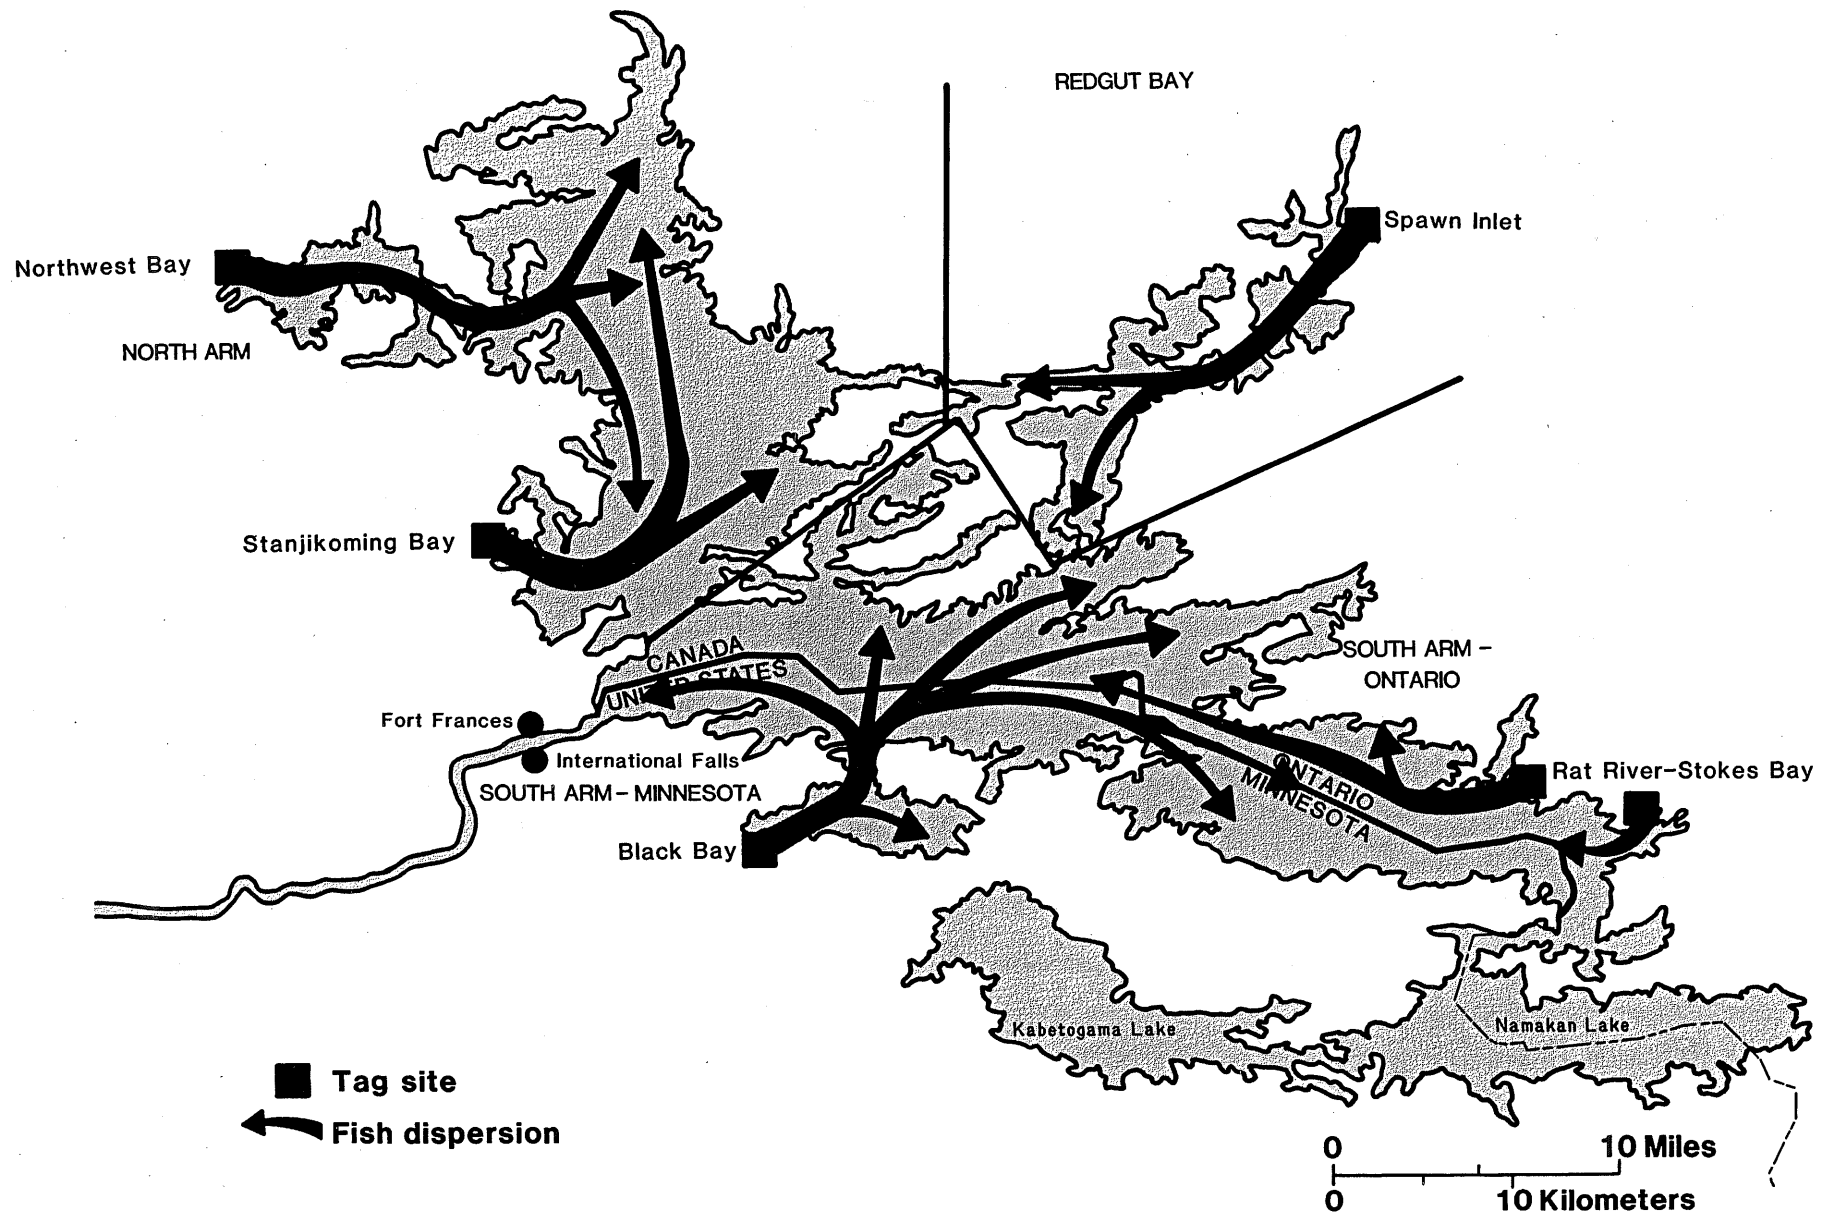 REDGUT BAY
Spawn Inlet
Northwest Bay
NORTH ARM
Stanjikoming Bay
CANADA
UNITED STATES
SOUTH ARM –
ONTARIO
Fort Frances
International Falls
SOUTH ARM – MINNESOTA
ONTARIO
MINNESOTA
Rat River–Stokes Bay
Black Bay
Kabetogama Lake
Namakan Lake
Tag site
Fish dispersion
0 10 Miles
0 10 Kilometers